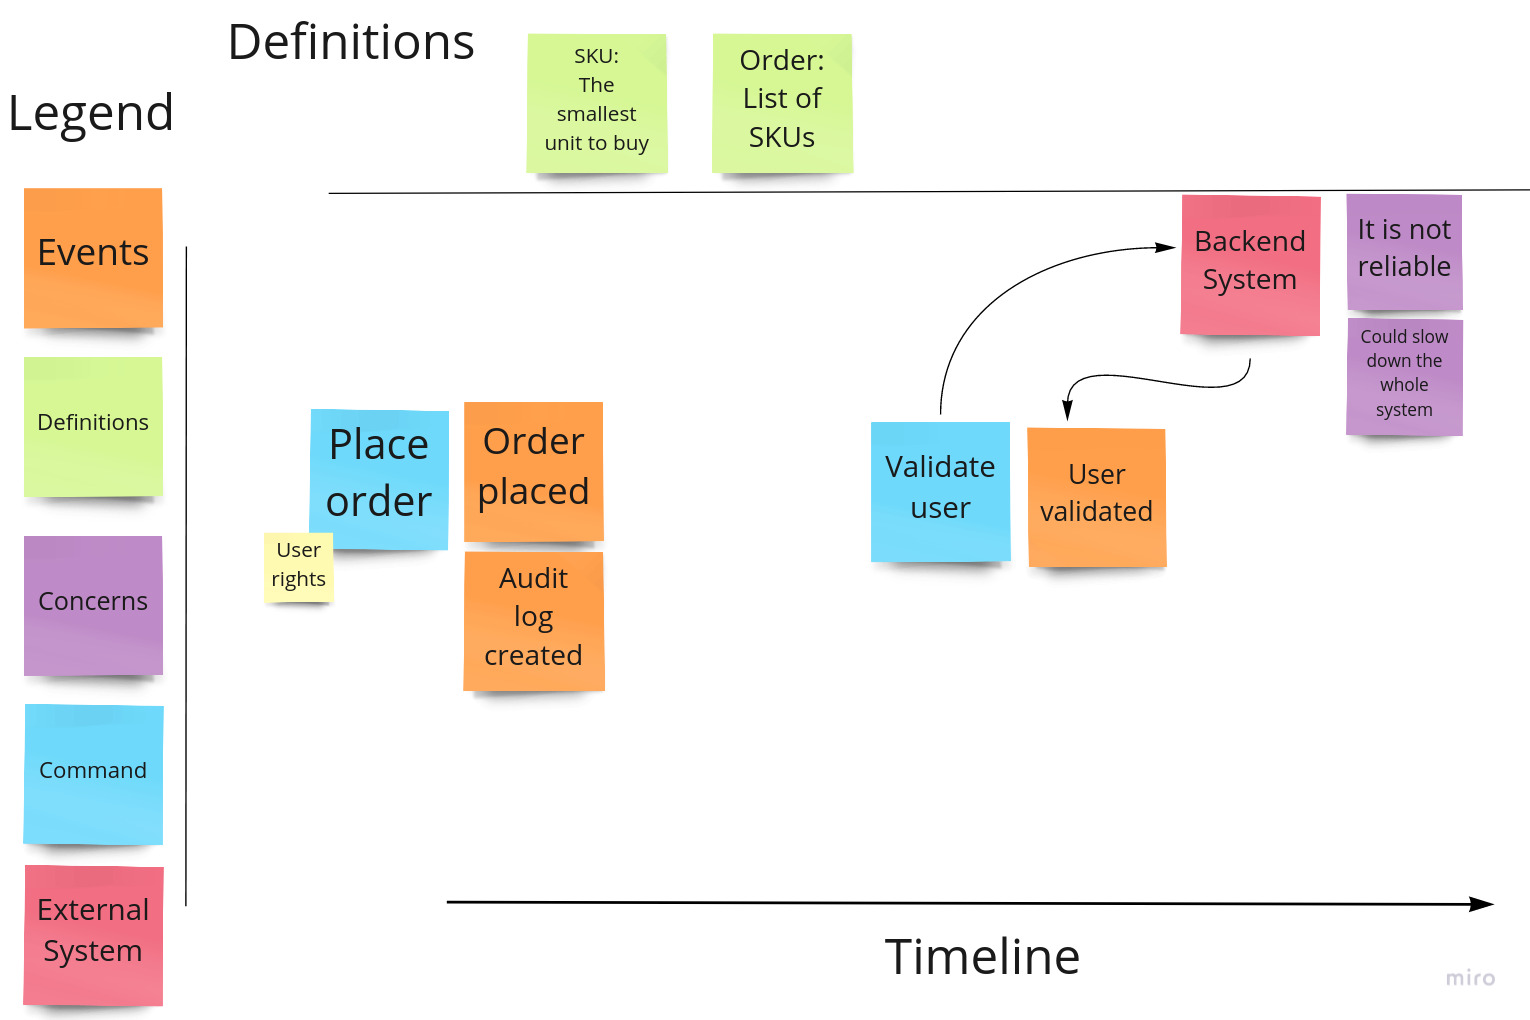 Definitions
SKU:
The
smallest
unit to buy
Order:
List of
SKUs
Legend
Events
Definitions
Concerns
Command
External
System
Place
order
User
rights
Order
placed
Audit
log
created
Validate
user
User
validated
Backend
System
It is not
reliable
Could slow
down the
whole
system
Timeline
miro